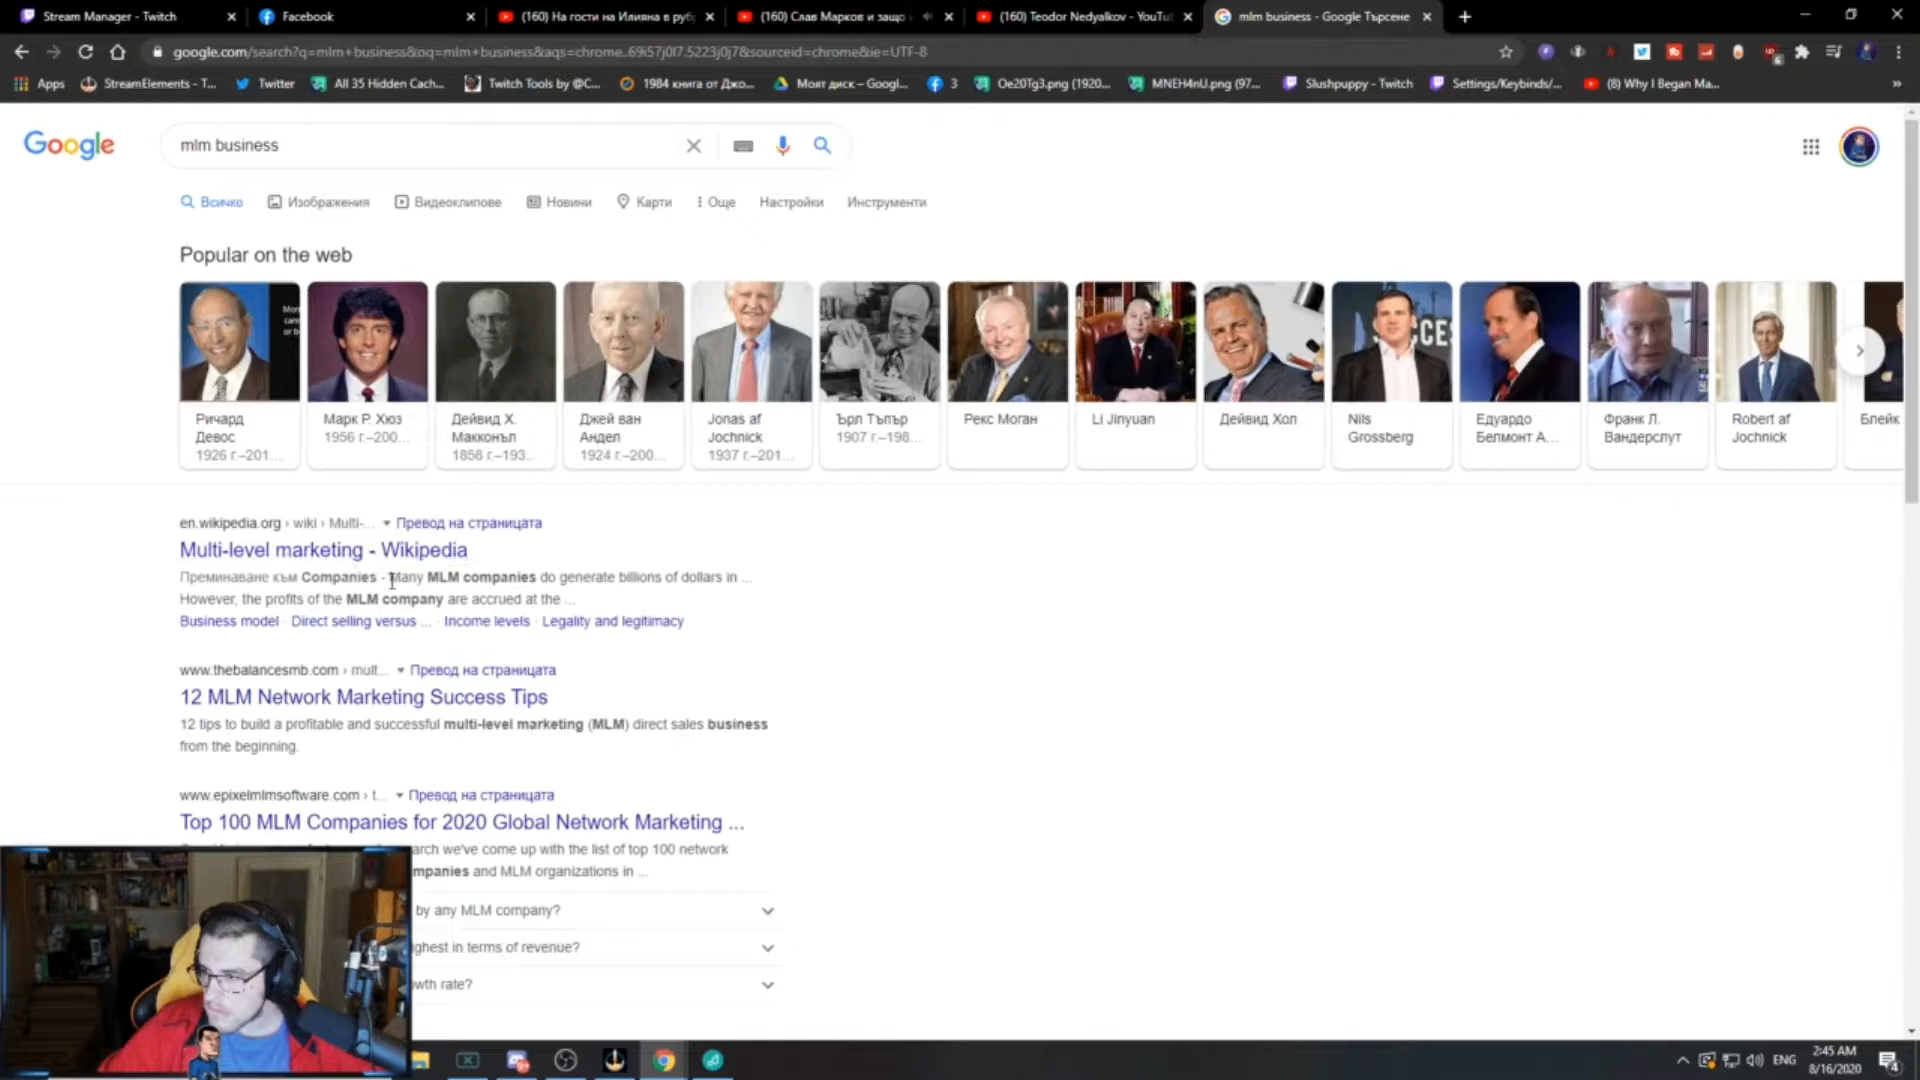 Stream Manager - Twitch
Facebook
(160) На гости на Илияна в руб
(160) Слав Марков и защо
(160) Teodor Nedyalkov - YouTu
mlm business - Google Търсене
google.com/search?q=mlm+business&oq=mlm+business&aqs=chrome..69i57j0l7.5223j0j7&sourceid=chrome&ie=UTF-8
Apps
StreamElements - T...
Twitter
All 35 Hidden Cach...
Twitch Tools by @C...
1984 книга от Джо...
Моят диск – Googl...
3
Oe20Tg3.png (1920...
MNEH4nU.png (97...
Slushpuppy - Twitch
Settings/Keybinds/...
(8) Why I Began Ma...
Google
mlm business
Всичко
Изображения
Видеоклипове
Новини
Карти
Още
Настройки
Инструменти
Popular on the web
Ричард Девос
1926 г.–201...
Марк Р. Хюз
1956 г.–200...
Дейвид Х. Макконъл
1858 г.–193...
Джей ван Андел
1924 г.–200...
Jonas af Jochnick
1937 г.–201...
Ърл Тъпър
1907 г.–198...
Рекс Моган
Li Jinyuan
Дейвид Хол
Nils Grossberg
Едуардо Белмонт А...
Франк Л. Вандерслут
Robert af Jochnick
Блейк
en.wikipedia.org › wiki › Multi-... Превод на страницата
Multi-level marketing - Wikipedia
Преминаване към Companies - Many MLM companies do generate billions of dollars in ...
However, the profits of the MLM company are accrued at the ...
Business model · Direct selling versus ... · Income levels · Legality and legitimacy
www.thebalancesmb.com › mult... Превод на страницата
12 MLM Network Marketing Success Tips
12 tips to build a profitable and successful multi-level marketing (MLM) direct sales business
from the beginning.
www.epixelmlmsoftware.com › t... Превод на страницата
Top 100 MLM Companies for 2020 Global Network Marketing ...
arch we've come up with the list of top 100 network
mpanies and MLM organizations in ...
by any MLM company?
ghest in terms of revenue?
wth rate?
ENG
2:45 AM
8/16/2020
4